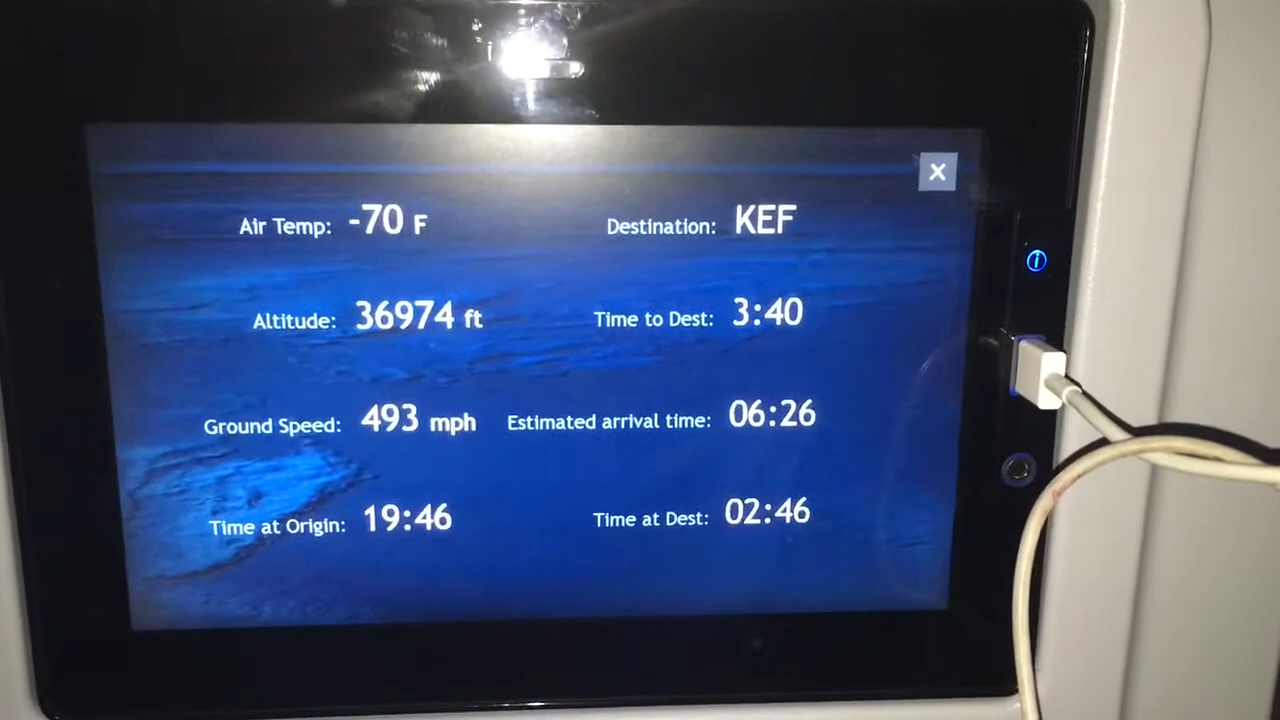 X
Air Temp: -70 F Destination: KEF
Altitude: 36974 ft Time to Dest: 3:40
Ground Speed: 493 mph Estimated arrival time: 06:26
Time at Origin: 19:46 Time at Dest: 02:46